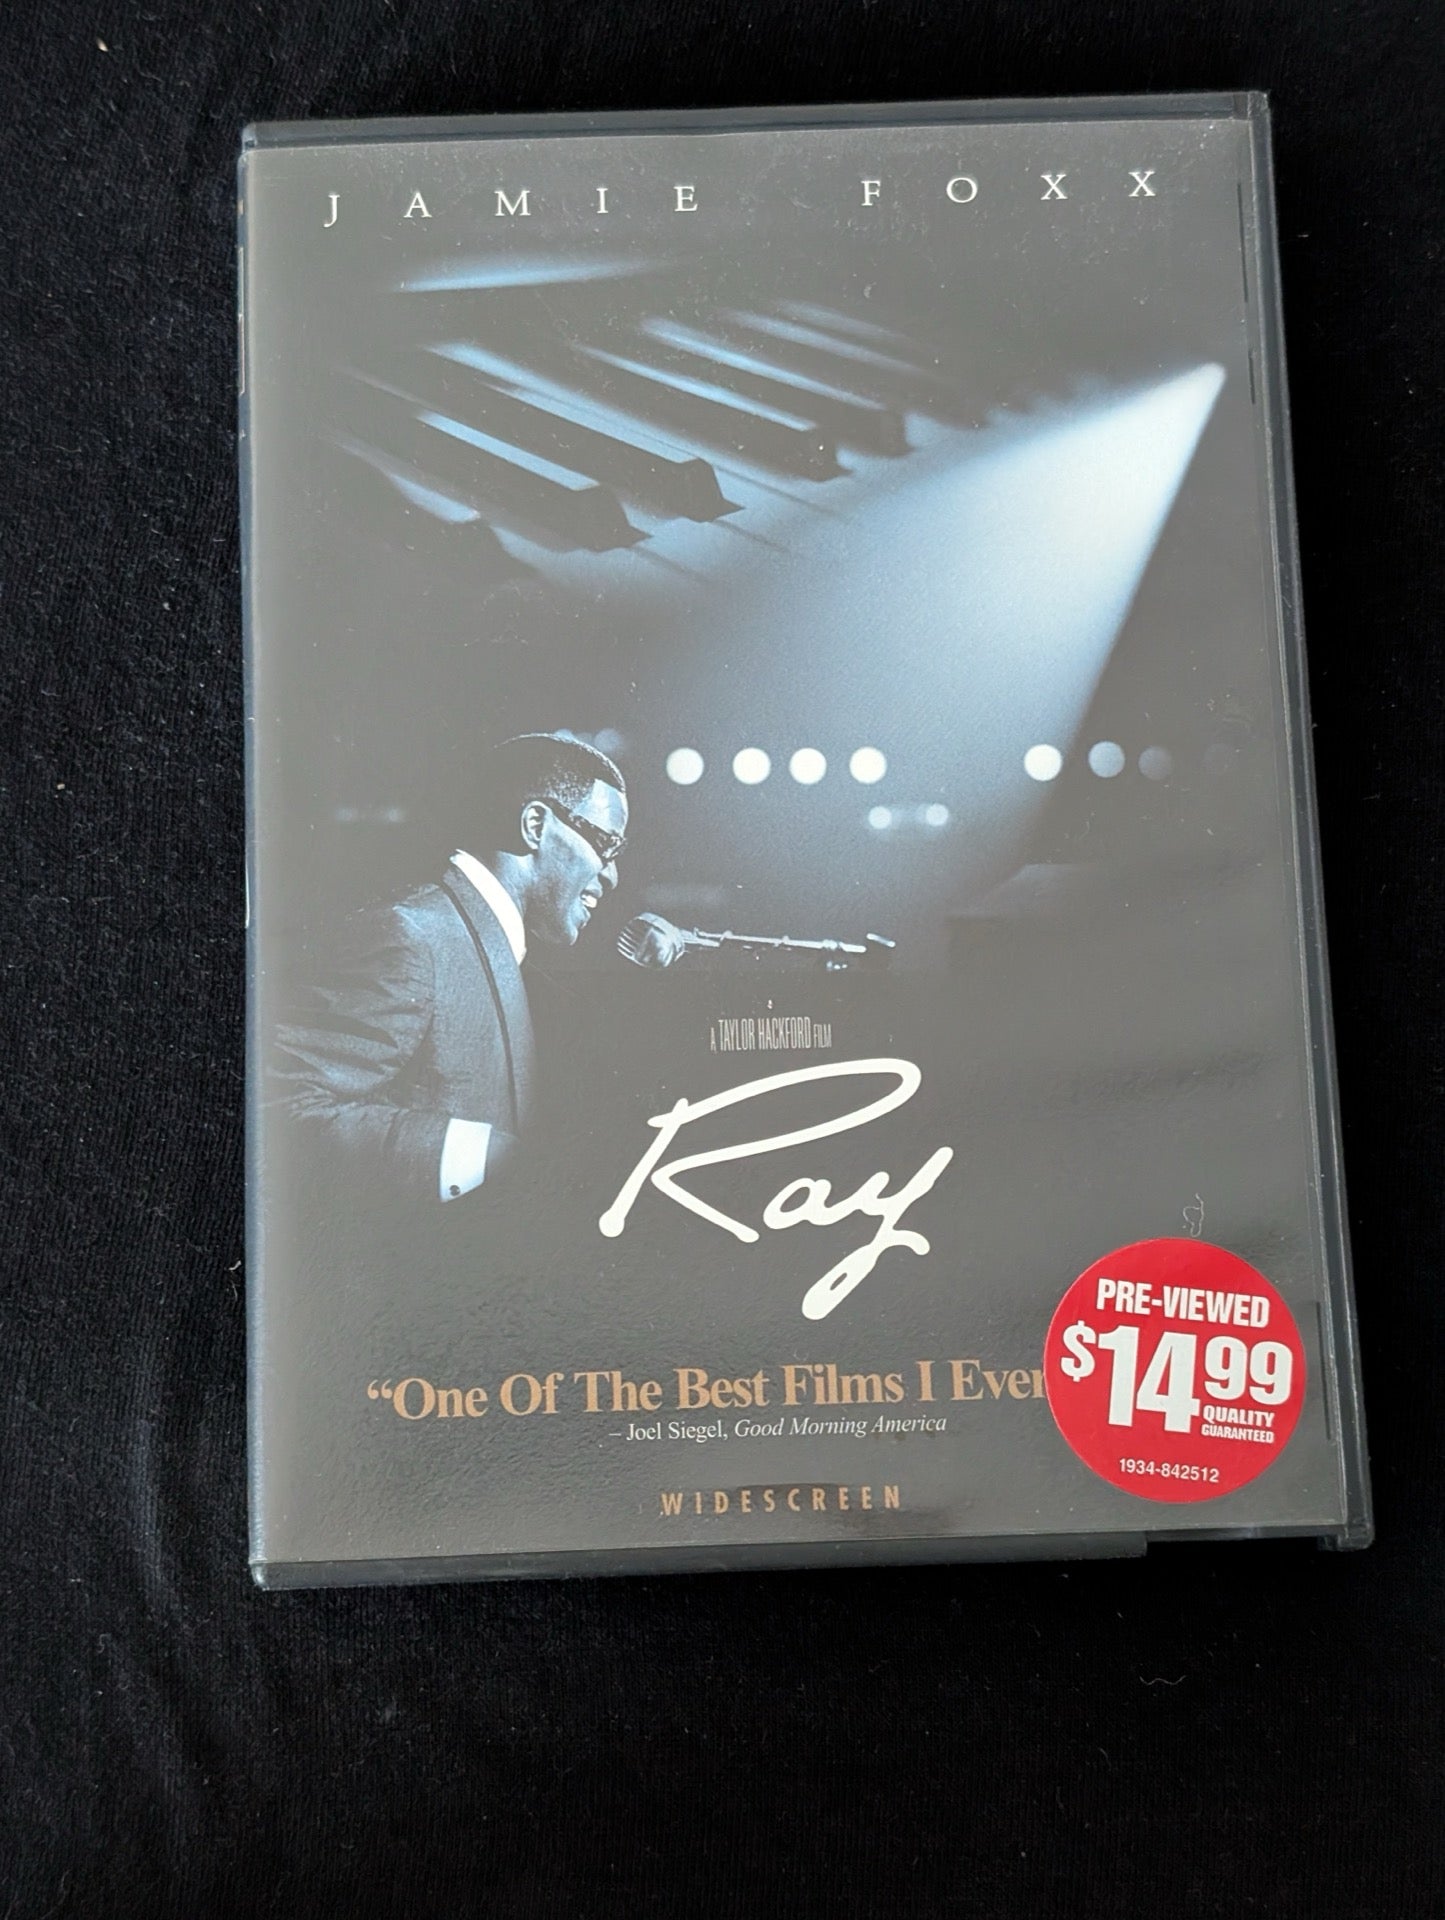 JAMIE FOXX
A TAYLOR HACKFORD FILM
Ray
“One Of The Best Films I Ever
– Joel Siegel, Good Morning America
WIDESCREEN
PRE-VIEWED
$14.99
QUALITY
GUARANTEED
1934-842512